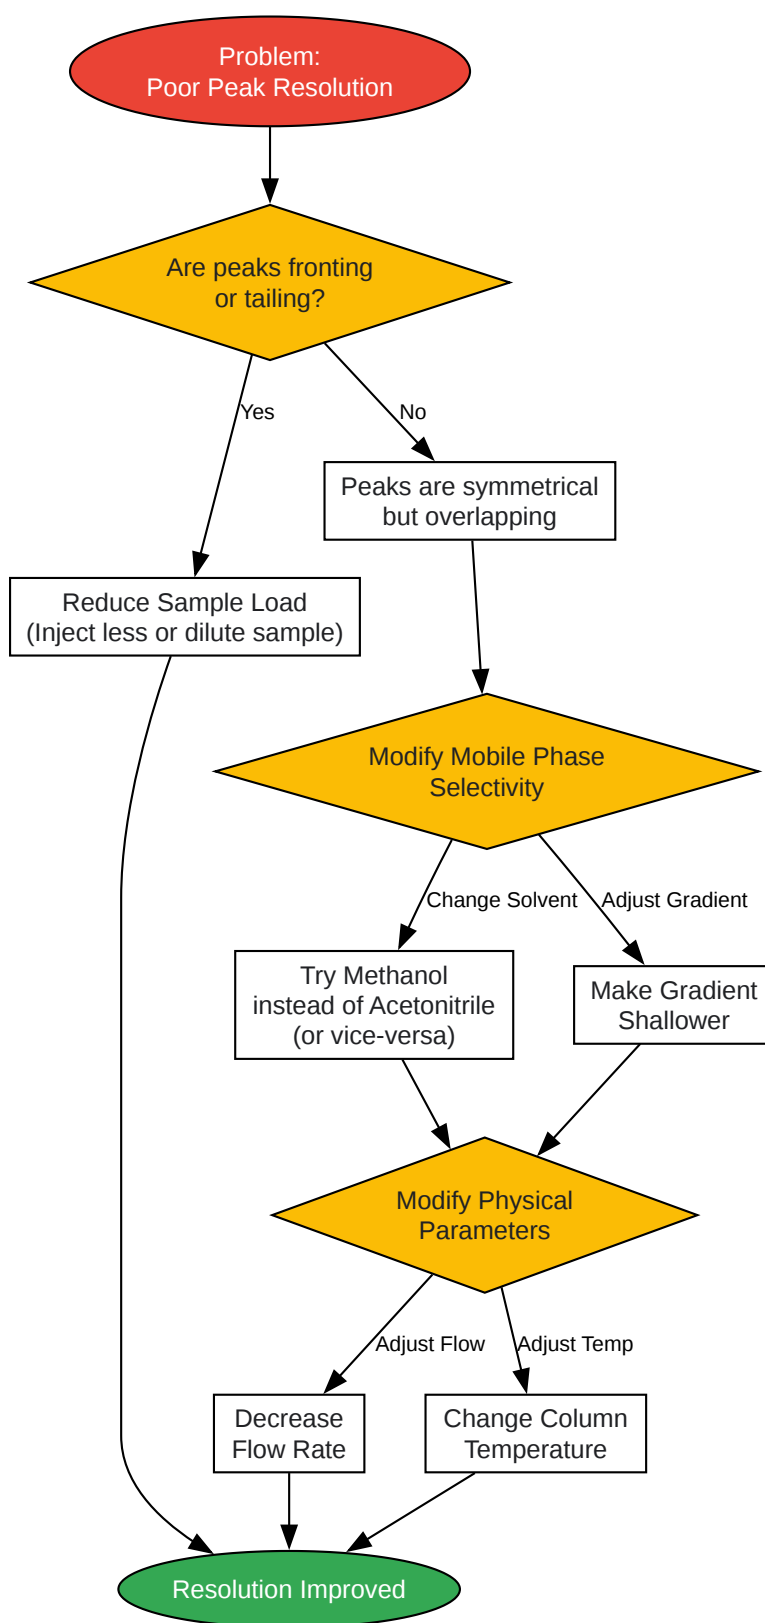 Problem:
Poor Peak Resolution
Are peaks fronting
or tailing?
Yes
No
Peaks are symmetrical
but overlapping
Reduce Sample Load
(Inject less or dilute sample)
Modify Mobile Phase
Selectivity
Change Solvent
Adjust Gradient
Try Methanol
instead of Acetonitrile
(or vice-versa)
Make Gradient
Shallower
Modify Physical
Parameters
Adjust Flow
Adjust Temp
Decrease
Flow Rate
Change Column
Temperature
Resolution Improved